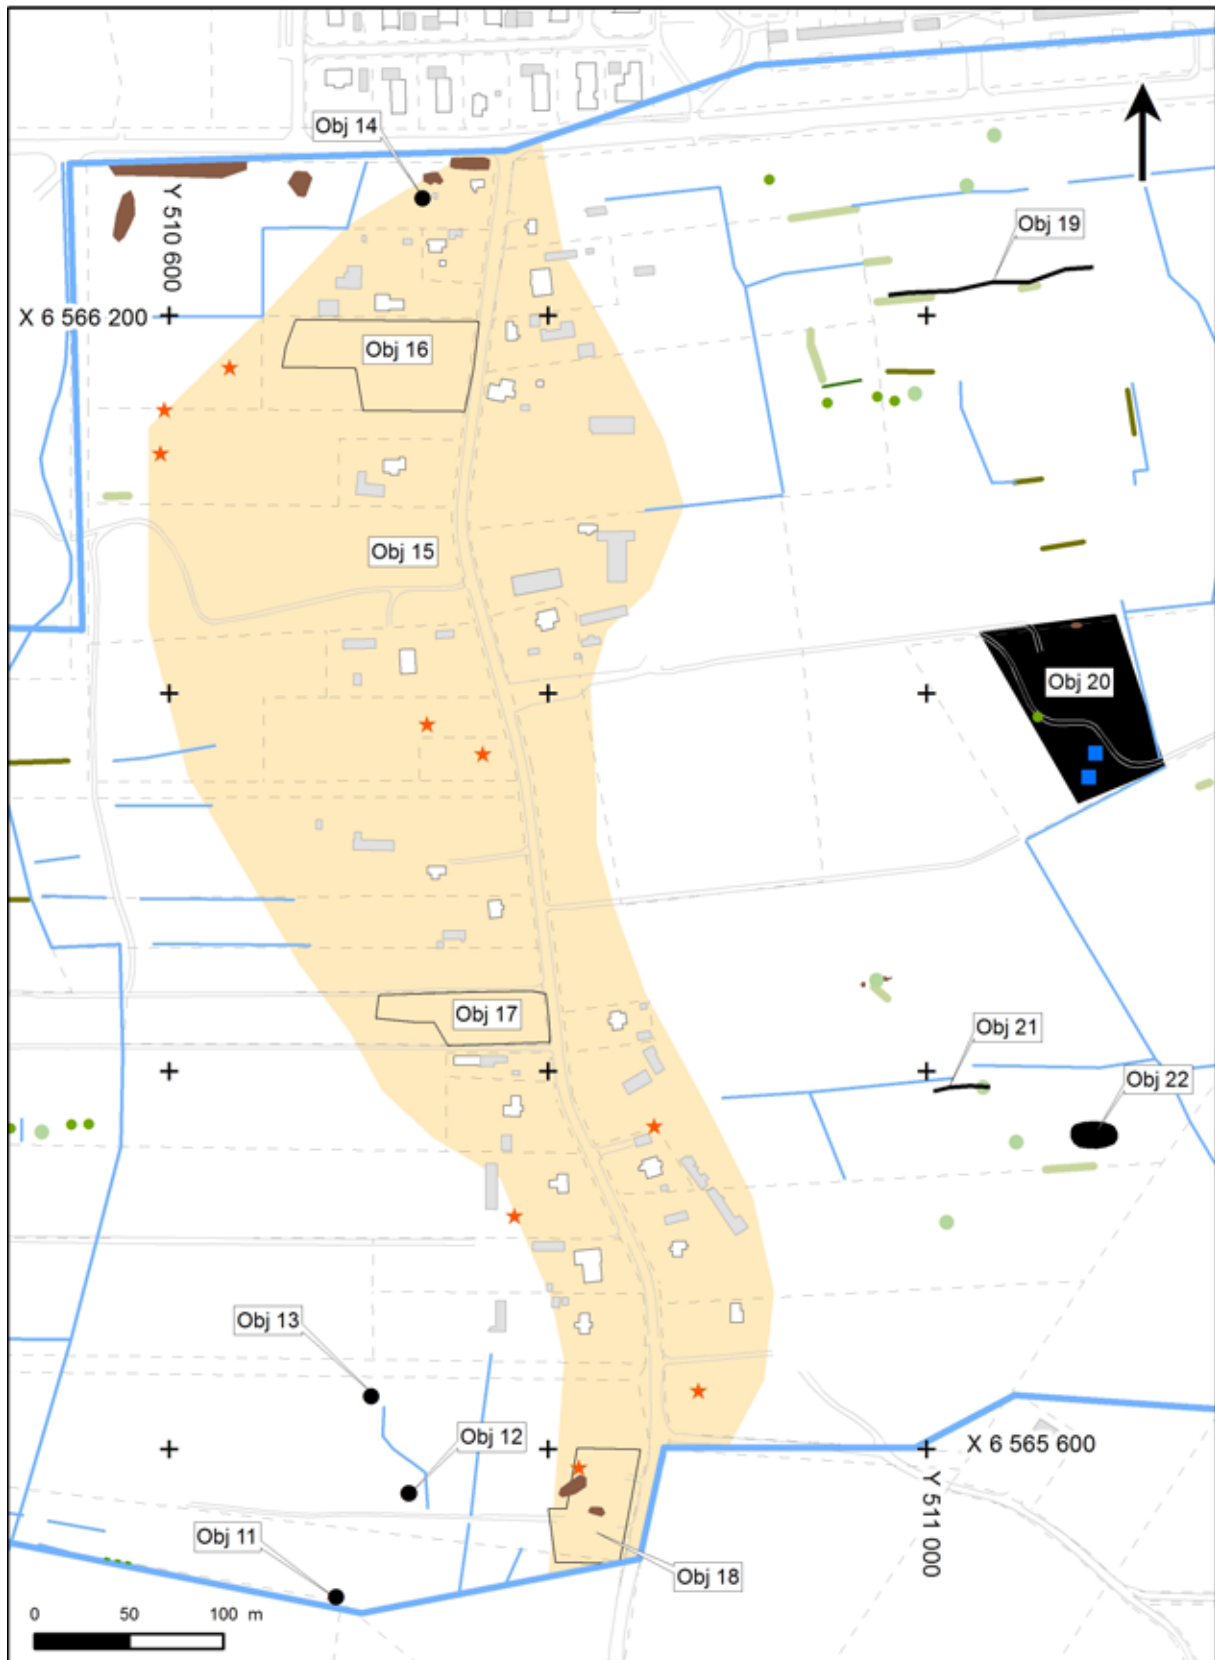 Obj 14
Y 510 600
Obj 19
X 6 566 200
Obj 16
Obj 15
Obj 20
Obj 17
Obj 21
Obj 22
Obj 13
Obj 12
X 6 565 600
Y 511 000
Obj 11
Obj 18
0 50 100 m